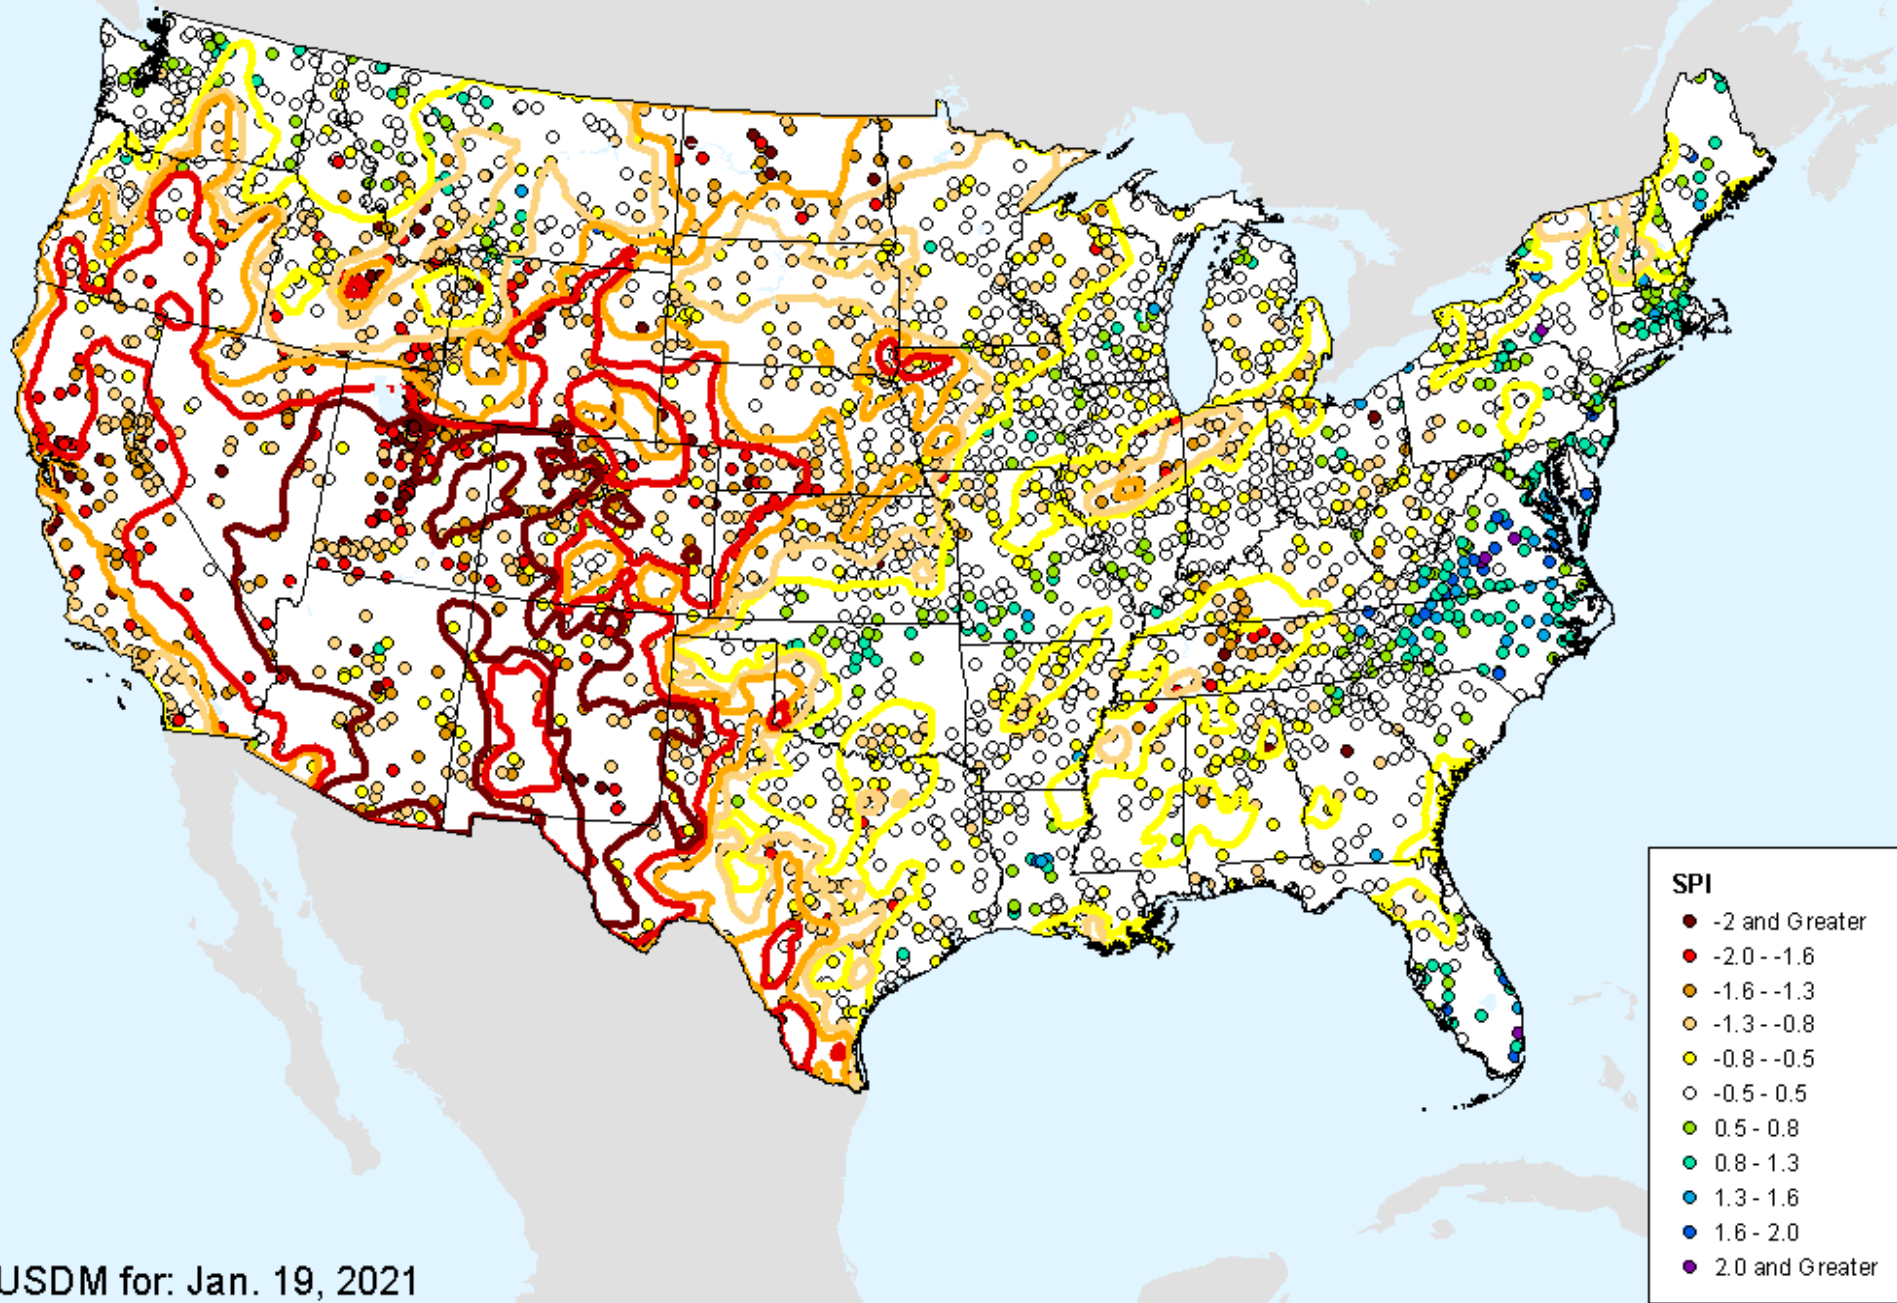 SPI
-2 and Greater
-2.0 - -1.6
-1.6 - -1.3
-1.3 - -0.8
-0.8 - -0.5
-0.5 - 0.5
0.5 - 0.8
0.8 - 1.3
1.3 - 1.6
1.6 - 2.0
2.0 and Greater
USDM for: Jan. 19, 2021